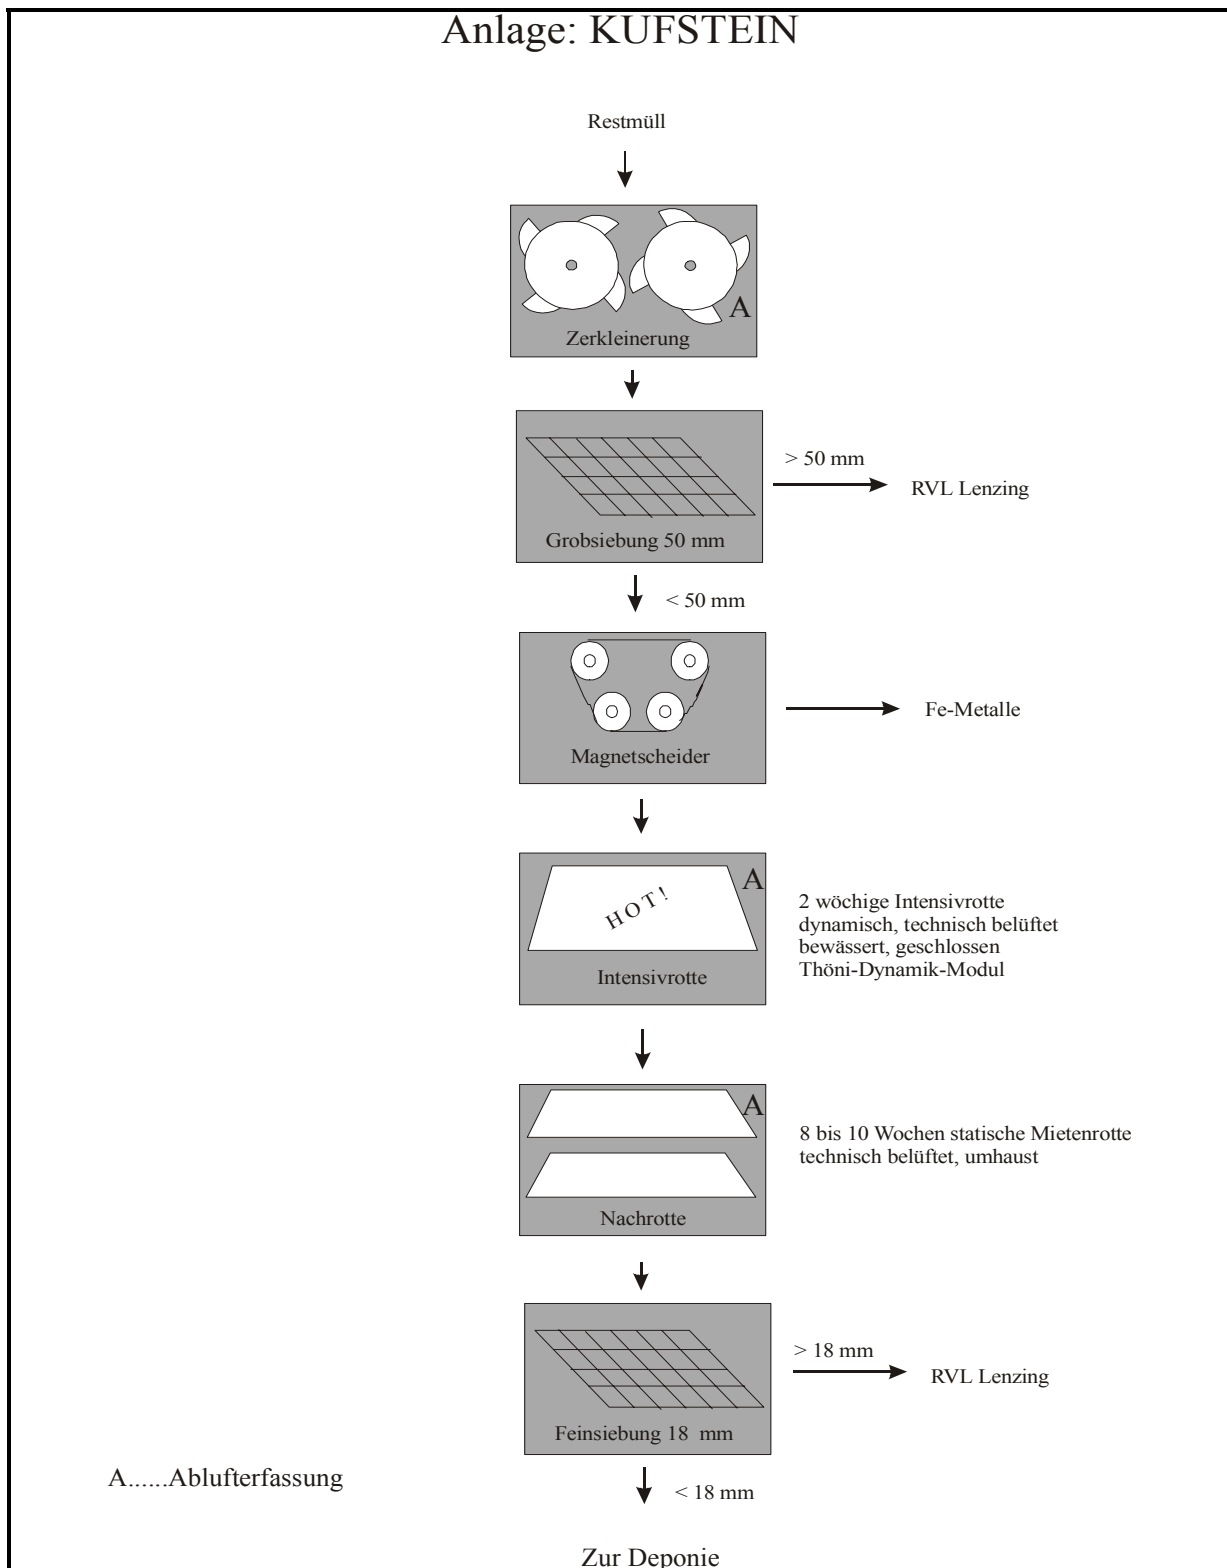 Anlage: KUFSTEIN
Restmüll
A
Zerkleinerung
> 50 mm
RVL Lenzing
Grobsiebung 50 mm
< 50 mm
Fe-Metalle
Magnetscheider
A
HOT!
2 wöchige Intensivrotte
dynamisch, technisch belüftet
bewässert, geschlossen
Thöni-Dynamik-Modul
Intensivrotte
A
8 bis 10 Wochen statische Mietenrotte
technisch belüftet, umhaust
Nachrotte
> 18 mm
RVL Lenzing
Feinsiebung 18 mm
A......Ablufterfassung
< 18 mm
Zur Deponie